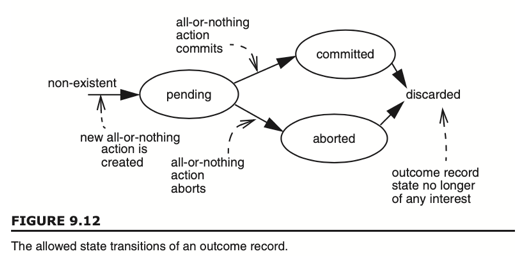 all-or-nothing
action
commits
committed
non-existent
pending
discarded
new all-or-nothing
action is
created
all-or-nothing
action
aborts
aborted
outcome record
state no longer
of any interest
FIGURE 9.12
The allowed state transitions of an outcome record.